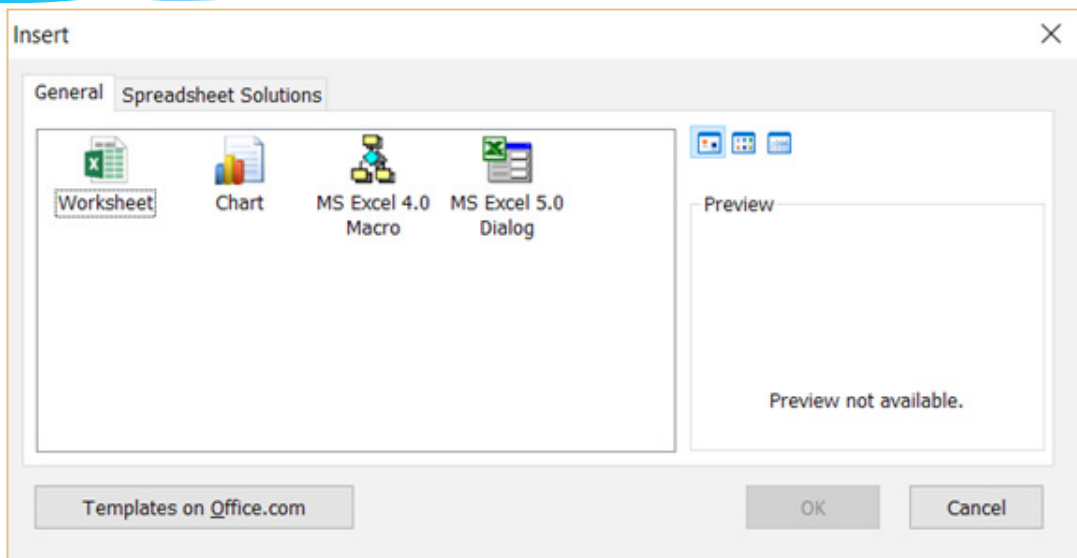 Insert
General Spreadsheet Solutions
Worksheet Chart MS Excel 4.0 Macro MS Excel 5.0 Dialog
Preview
Preview not available.
Templates on Office.com OK Cancel